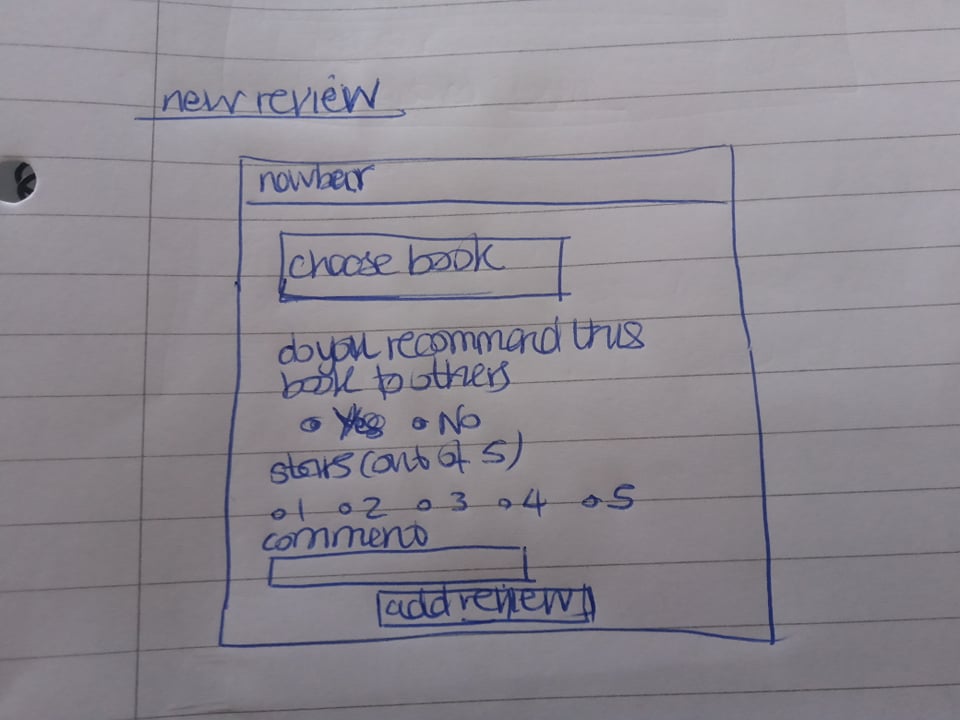 new review
navbar
choose book
do you recommend this
book to others
Yes No
stars (out of 5)
1 2 3 4 5
comment
add review